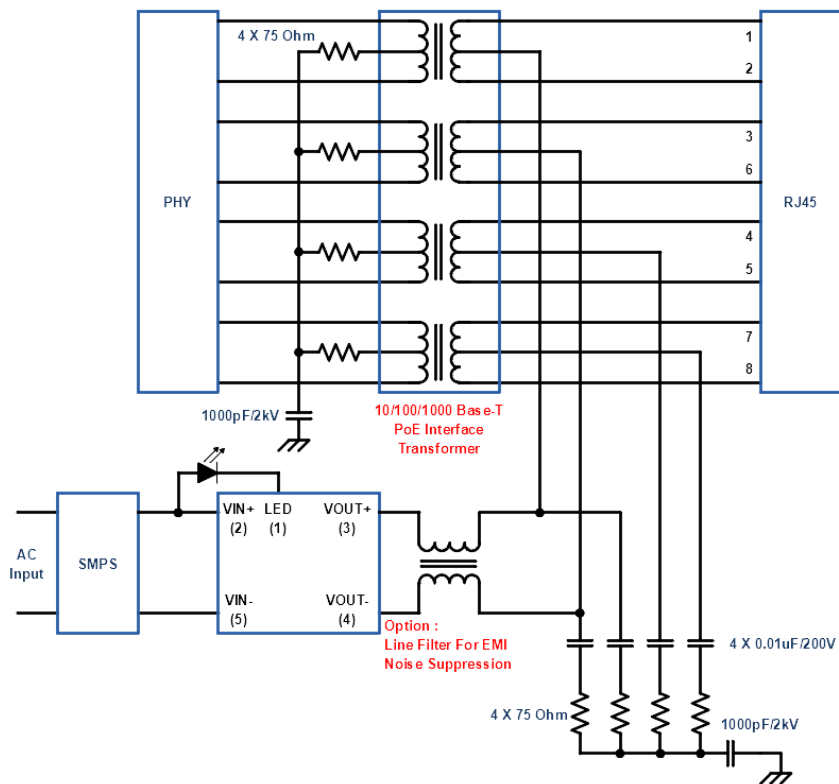 4 X 75 Ohm
1
2
3
6
PHY
RJ45
4
5
7
8
1000pF/2kV
10/100/1000 Base-T
PoE Interface
Transformer
VIN+ LED VOUT+
(2) (1) (3)
AC
Input
SMPS
VIN- VOUT-
(5) (4)
Option :
Line Filter For EMI
Noise Suppression
4 X 0.01uF/200V
4 X 75 Ohm
1000pF/2kV